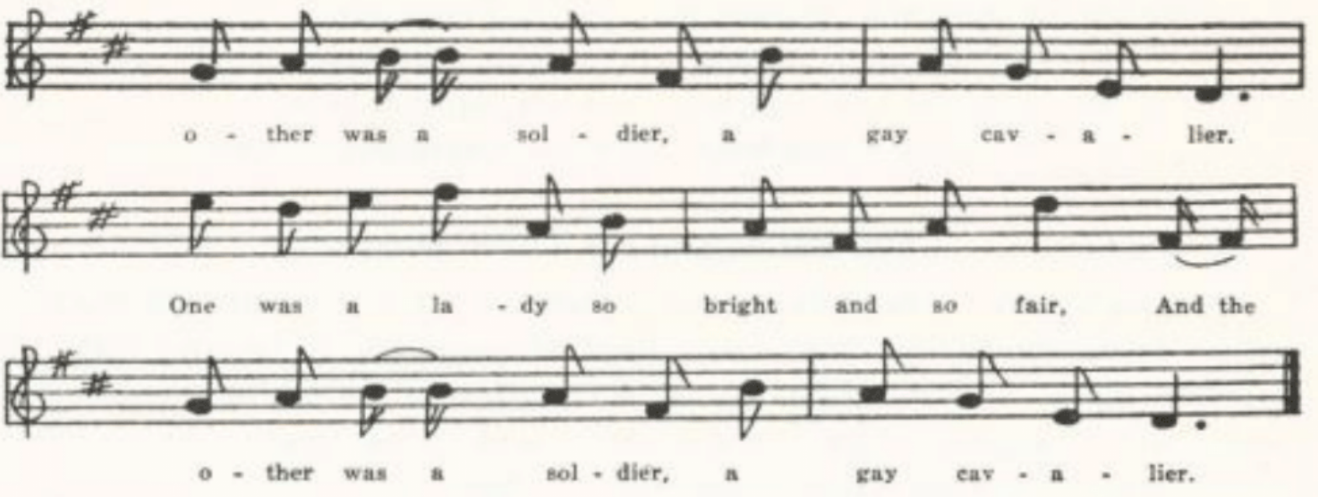 o - ther was a sol - dier, a gay cav - a - lier.
One was a la - dy so bright and so fair, And the
o - ther was a sol - dier, a gay cav - a - lier.